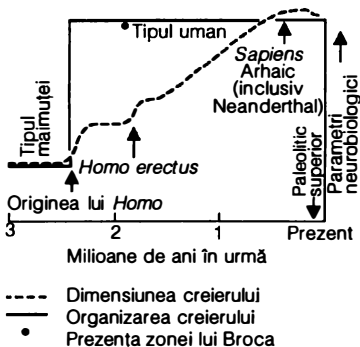 Tipul uman
Sapiens
Arhaic
(inclusiv
Neanderthal)
Tipul
maimuței
Homo erectus
Originea lui Homo
Paleolitic
superior
Parametri
neurobiologici
3 2 1 Prezent
Milioane de ani în urmă
Dimensiunea creierului
Organizarea creierului
Prezența zonei lui Broca